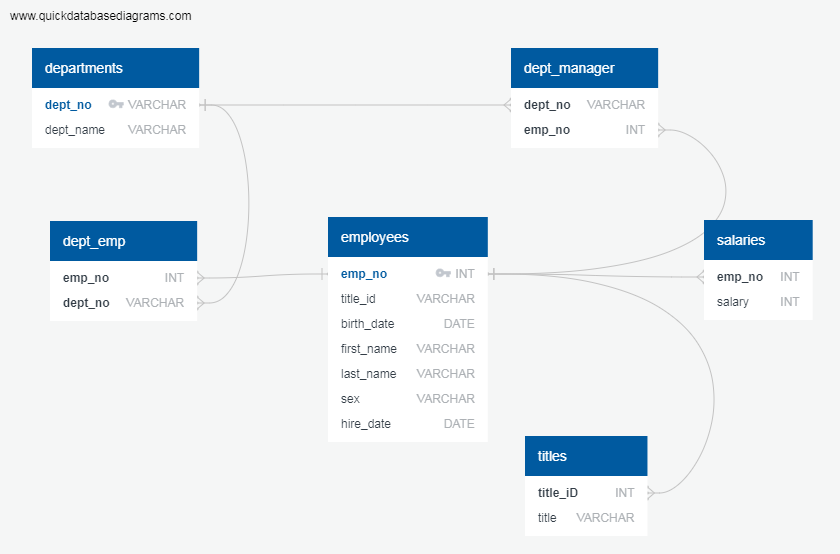 www.quickdatabasediagrams.com
departments
dept_no VARCHAR
dept_name VARCHAR
dept_manager
dept_no VARCHAR
emp_no INT
dept_emp
emp_no INT
dept_no VARCHAR
employees
emp_no INT
title_id VARCHAR
birth_date DATE
first_name VARCHAR
last_name VARCHAR
sex VARCHAR
hire_date DATE
salaries
emp_no INT
salary INT
titles
title_iD INT
title VARCHAR